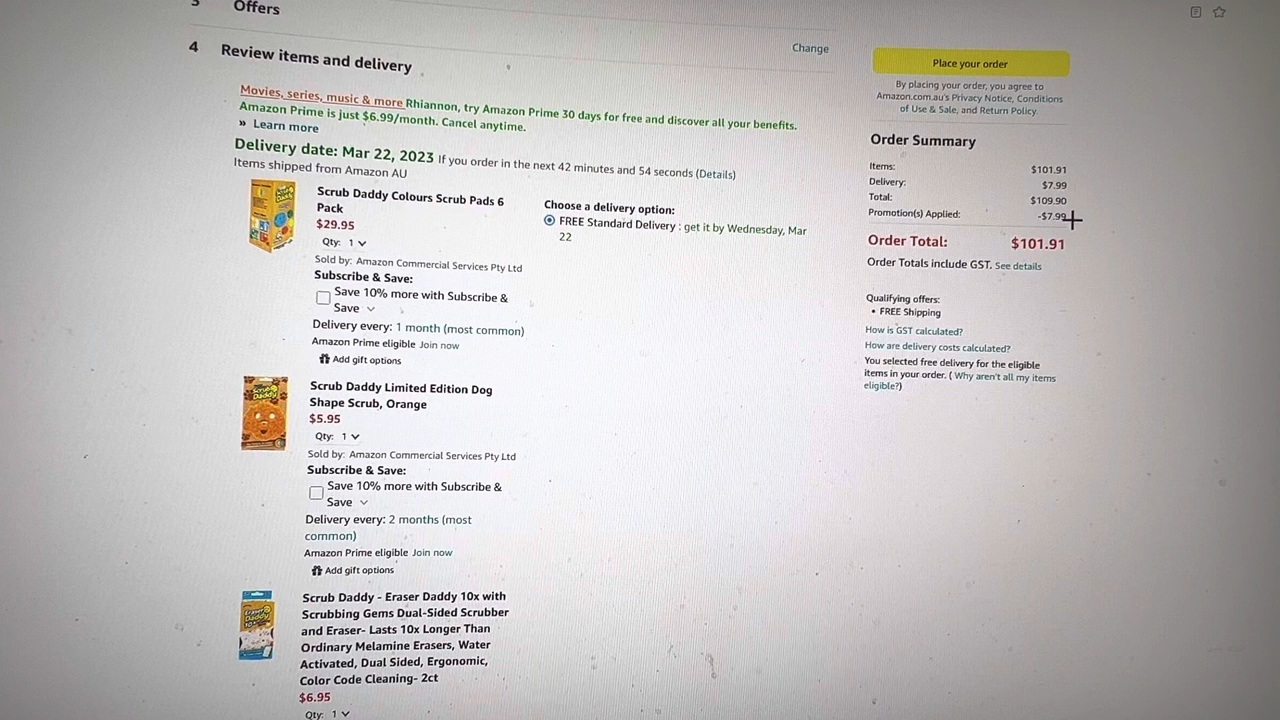 Offers
4 Review items and delivery
Change
Movies, series, music & more Rhiannon, try Amazon Prime 30 days for free and discover all your benefits.
Amazon Prime is just $6.99/month. Cancel anytime.
» Learn more
Delivery date: Mar 22, 2023 If you order in the next 42 minutes and 54 seconds (Details)
Items shipped from Amazon AU
Scrub Daddy Colours Scrub Pads 6
Pack
$29.95
Qty: 1
Sold by: Amazon Commercial Services Pty Ltd
Subscribe & Save:
Save 10% more with Subscribe &
Save
Delivery every: 1 month (most common)
Amazon Prime eligible Join now
Add gift options
Choose a delivery option:
FREE Standard Delivery : get it by Wednesday, Mar
22
Scrub Daddy Limited Edition Dog
Shape Scrub, Orange
$5.95
Qty: 1
Sold by: Amazon Commercial Services Pty Ltd
Subscribe & Save:
Save 10% more with Subscribe &
Save
Delivery every: 2 months (most
common)
Amazon Prime eligible Join now
Add gift options
Scrub Daddy - Eraser Daddy 10x with
Scrubbing Gems Dual-Sided Scrubber
and Eraser- Lasts 10x Longer Than
Ordinary Melamine Erasers, Water
Activated, Dual Sided, Ergonomic,
Color Code Cleaning- 2ct
$6.95
Qty: 1
Place your order
By placing your order, you agree to
Amazon.com.au's Privacy Notice, Conditions
of Use & Sale, and Return Policy.
Order Summary
Items: $101.91
Delivery: $7.99
Total: $109.90
Promotion(s) Applied: -$7.99
Order Total: $101.91
Order Totals include GST. See details
Qualifying offers:
• FREE Shipping
How is GST calculated?
How are delivery costs calculated?
You selected free delivery for the eligible
items in your order. ( Why aren't all my items
eligible?)